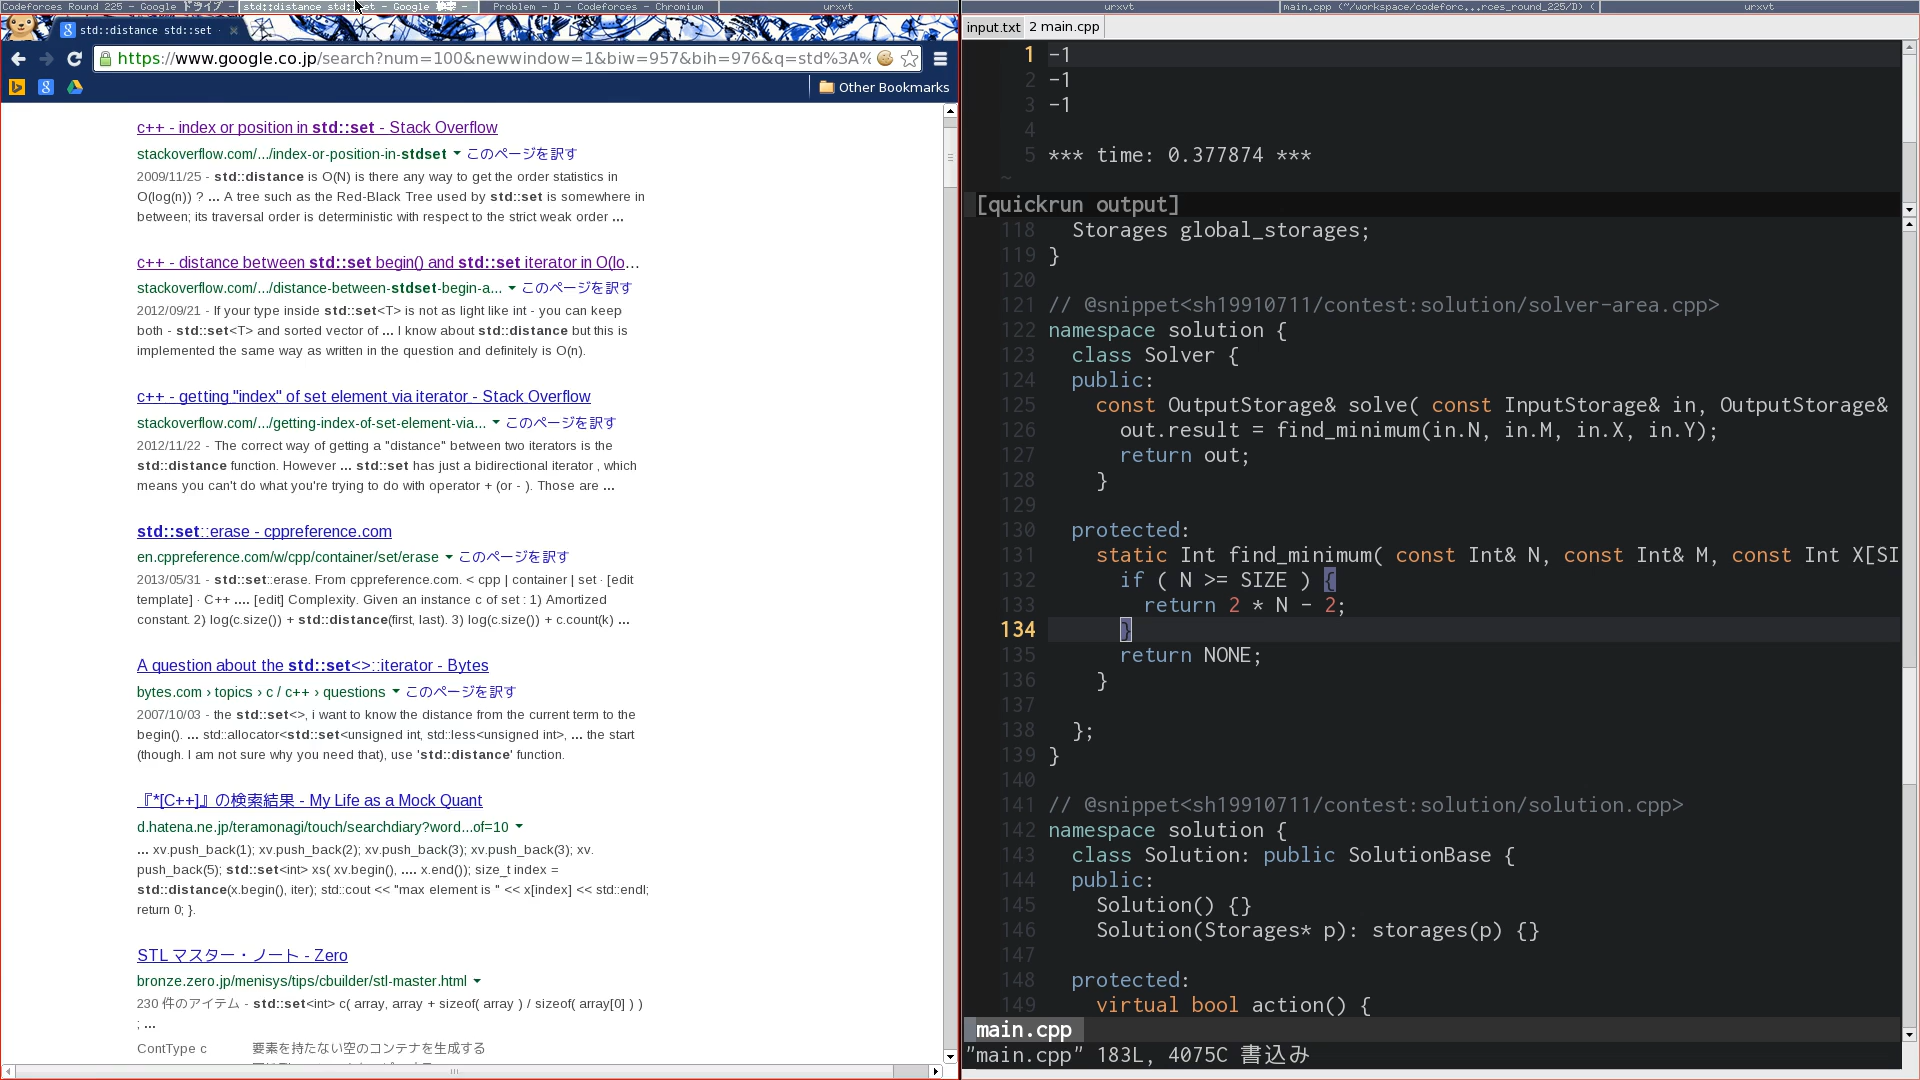 Codeforces Round 225 - Google ドライブ -
std::distance std::set - Google 検索 -
Problem - D - Codeforces - Chromium
urxvt
urxvt
main.cpp (~/workspace/codeforc...rces_round_225/D) (
urxvt
std::distance std::set -
https://www.google.co.jp/search?num=100&newwindow=1&biw=957&bih=976&q=std%3A%
Other Bookmarks
c++ - index or position in std::set - Stack Overflow
stackoverflow.com/.../index-or-position-in-stdset このページを訳す
2009/11/25 - std::distance is O(N) is there any way to get the order statistics in
O(log(n)) ? ... A tree such as the Red-Black Tree used by std::set is somewhere in
between; its traversal order is deterministic with respect to the strict weak order ...
c++ - distance between std::set begin() and std::set iterator in O(lo...
stackoverflow.com/.../distance-between-stdset-begin-a... このページを訳す
2012/09/21 - If your type inside std::set<T> is not as light like int - you can keep
both - std::set<T> and sorted vector of ... I know about std::distance but this is
implemented the same way as written in the question and definitely is O(n).
c++ - getting "index" of set element via iterator - Stack Overflow
stackoverflow.com/.../getting-index-of-set-element-via... このページを訳す
2012/11/22 - The correct way of getting a "distance" between two iterators is the
std::distance function. However ... std::set has just a bidirectional iterator , which
means you can't do what you're trying to do with operator + (or - ). Those are ...
std::set::erase - cppreference.com
en.cppreference.com/w/cpp/container/set/erase このページを訳す
2013/05/31 - std::set::erase. From cppreference.com. < cpp | container | set · [edit
template] · C++ .... [edit] Complexity. Given an instance c of set : 1) Amortized
constant. 2) log(c.size()) + std::distance(first, last). 3) log(c.size()) + c.count(k) ...
A question about the std::set<>::iterator - Bytes
bytes.com › topics › c / c++ › questions このページを訳す
2007/10/03 - the std::set<>, i want to know the distance from the current term to the
begin(). ... std::allocator<std::set<unsigned int, std::less<unsigned int>, ... the start
(though. I am not sure why you need that), use 'std::distance' function.
『*[C++]』の検索結果 - My Life as a Mock Quant
d.hatena.ne.jp/teramonagi/touch/searchdiary?word...of=10
... xv.push_back(1); xv.push_back(2); xv.push_back(3); xv.push_back(3); xv.
push_back(5); std::set<int> xs( xv.begin(), .... x.end()); size_t index =
std::distance(x.begin(), iter); std::cout << "max element is " << x[index] << std::endl;
return 0; }.
STL マスター・ノート - Zero
bronze.zero.jp/menisys/tips/cbuilder/stl-master.html
230 件のアイテム - std::set<int> c( array, array + sizeof( array ) / sizeof( array[0] ) )
; ...
ContType c 要素を持たない空のコンテナを生成する
input.txt 2 main.cpp
1 -1
2 -1
3 -1
4
5 *** time: 0.377874 ***
~
[quickrun output]
118 Storages global_storages;
119 }
120
121 // @snippet<sh19910711/contest:solution/solver-area.cpp>
122 namespace solution {
123 class Solver {
124 public:
125 const OutputStorage& solve( const InputStorage& in, OutputStorage&
126 out.result = find_minimum(in.N, in.M, in.X, in.Y);
127 return out;
128 }
129
130 protected:
131 static Int find_minimum( const Int& N, const Int& M, const Int X[SI
132 if ( N >= SIZE ) {
133 return 2 * N - 2;
134 }
135 return NONE;
136 }
137
138 };
139 }
140
141 // @snippet<sh19910711/contest:solution/solution.cpp>
142 namespace solution {
143 class Solution: public SolutionBase {
144 public:
145 Solution() {}
146 Solution(Storages* p): storages(p) {}
147
148 protected:
149 virtual bool action() {
main.cpp
"main.cpp" 183L, 4075C 書込み